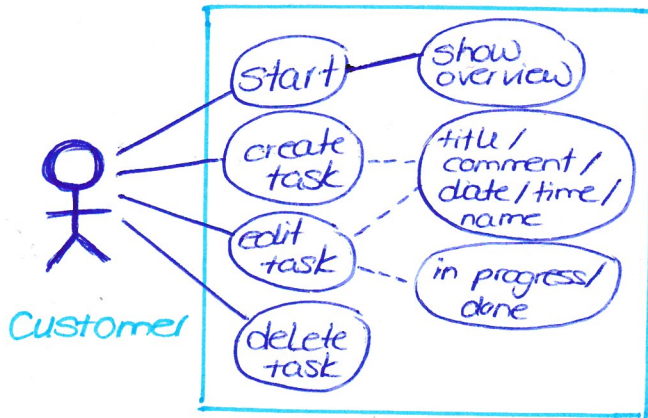 start
show
overview
create
task
title/
comment/
date/time/
name
edit
task
in progress/
done
Customer
delete
task